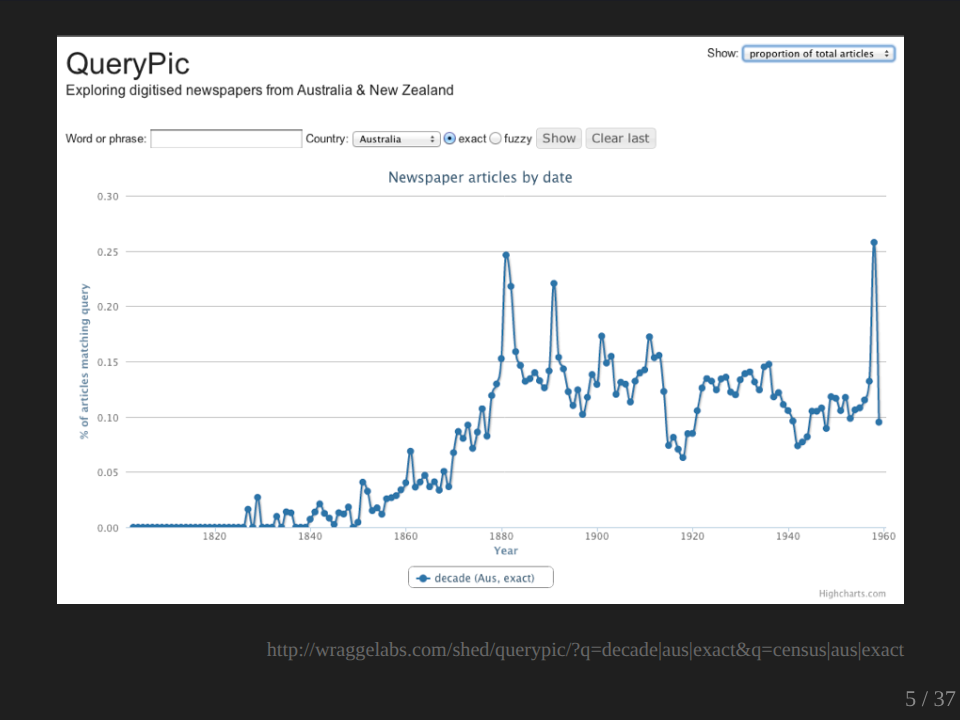 QueryPic
Show: proportion of total articles
Exploring digitised newspapers from Australia & New Zealand
Word or phrase: Country: Australia exact fuzzy Show Clear last
Newspaper articles by date
0.30
0.25
0.20
0.15
0.10
0.05
0.00
% of articles matching query
1820 1840 1860 1880 1900 1920 1940 1960
Year
decade (Aus, exact)
Highcharts.com
http://wraggelabs.com/shed/querypic/?q=decade|aus|exact&q=census|aus|exact
5 / 37